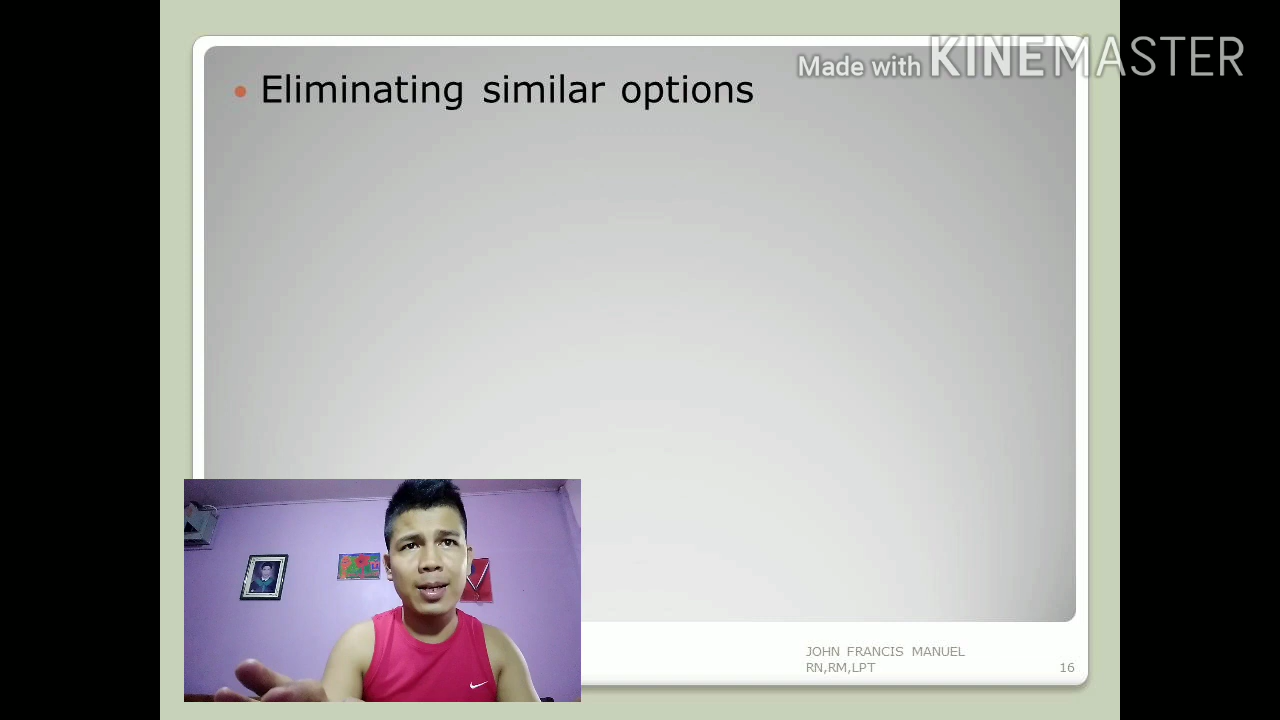 Made with KINEMASTER
Eliminating similar options
JOHN FRANCIS MANUEL
RN,RM,LPT
16